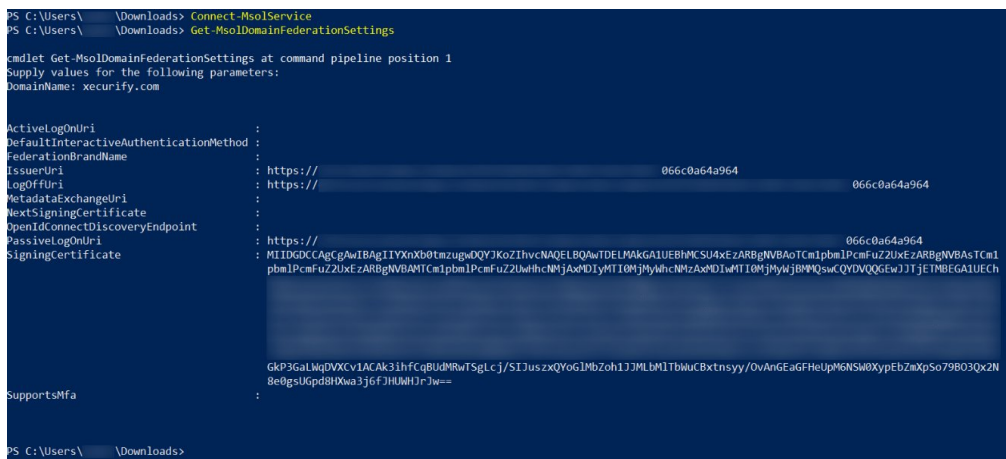 PS C:\Users\ \Downloads> Connect-MsolService
PS C:\Users\ \Downloads> Get-MsolDomainFederationSettings
cmdlet Get-MsolDomainFederationSettings at command pipeline position 1
Supply values for the following parameters:
DomainName: xecurify.com
ActiveLogOnUri :
DefaultInteractiveAuthenticationMethod :
FederationBrandName :
IssuerUri : https:// 066c0a64a964
LogOffUri : https:// 066c0a64a964
MetadataExchangeUri :
NextSigningCertificate :
OpenIdConnectDiscoveryEndpoint :
PassiveLogOnUri : https:// 066c0a64a964
SigningCertificate : MIIDGDCCAgCgAwIBAgIIYXnXb0tmzugwDQYJKoZIhvcNAQELBQAwTDELMAkGA1UEBhMCSU4xEzARBgNVBAoTCm1pbmlPcmFuZ2UxEzARBgNVBAsTCm1
pbmlPcmFuZ2UxEzARBgNVBAMTCm1pbmlPcmFuZ2UwHhcNMjAxMDIyMTI0MjMyWhcNMzAxMDIwMTI0MjMyWjBMMQswCQYDVQQGEwJJTjETMBEGA1UECh
GkP3GaLWqDVXCv1ACAk3ihfCqBUdMRwTSgLcj/SIJuszxQYoGlMbZoh1JJMLbMlTbWuCBxtnsyy/OvAnGEaGFHeUpM6NSW0XypEbZmXpSo79BO3Qx2N
8e0gsUGpd8HXwa3j6fJHUWHJrJw==
SupportsMfa :
PS C:\Users\ \Downloads>